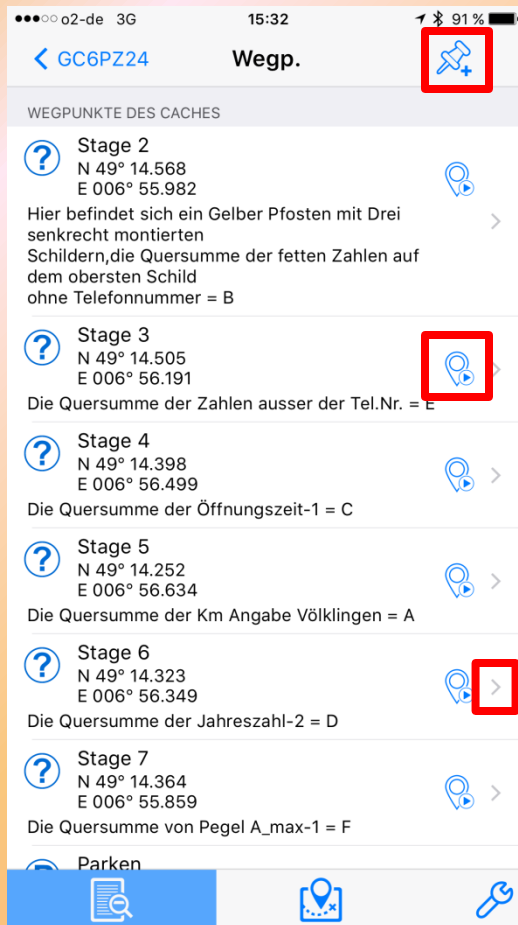 o2-de 3G 15:32 91 %
GC6PZ24 Wegp.
WEGPUNKTE DES CACHES
Stage 2
N 49° 14.568
E 006° 55.982
Hier befindet sich ein Gelber Pfosten mit Drei
senkrecht montierten
Schildern,die Quersumme der fetten Zahlen auf
dem obersten Schild
ohne Telefonnummer = B
Stage 3
N 49° 14.505
E 006° 56.191
Die Quersumme der Zahlen ausser der Tel.Nr. = E
Stage 4
N 49° 14.398
E 006° 56.499
Die Quersumme der Öffnungszeit-1 = C
Stage 5
N 49° 14.252
E 006° 56.634
Die Quersumme der Km Angabe Völklingen = A
Stage 6
N 49° 14.323
E 006° 56.349
Die Quersumme der Jahreszahl-2 = D
Stage 7
N 49° 14.364
E 006° 55.859
Die Quersumme von Pegel A_max-1 = F
Parken